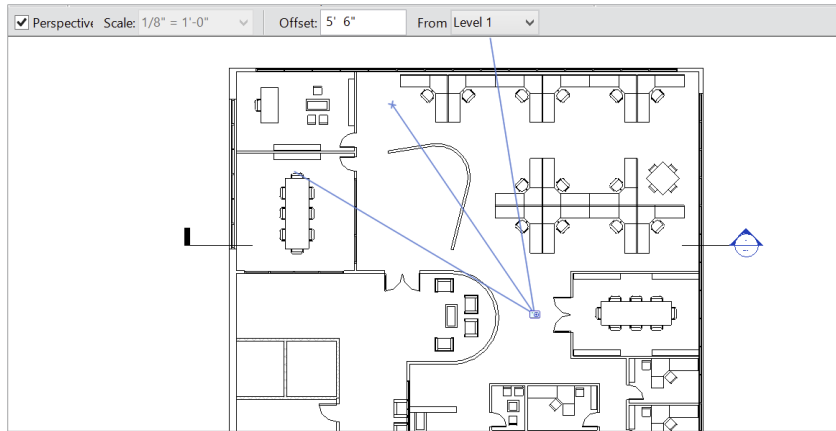 Perspective Scale: 1/8" = 1'-0" Offset: 5' 6" From Level 1